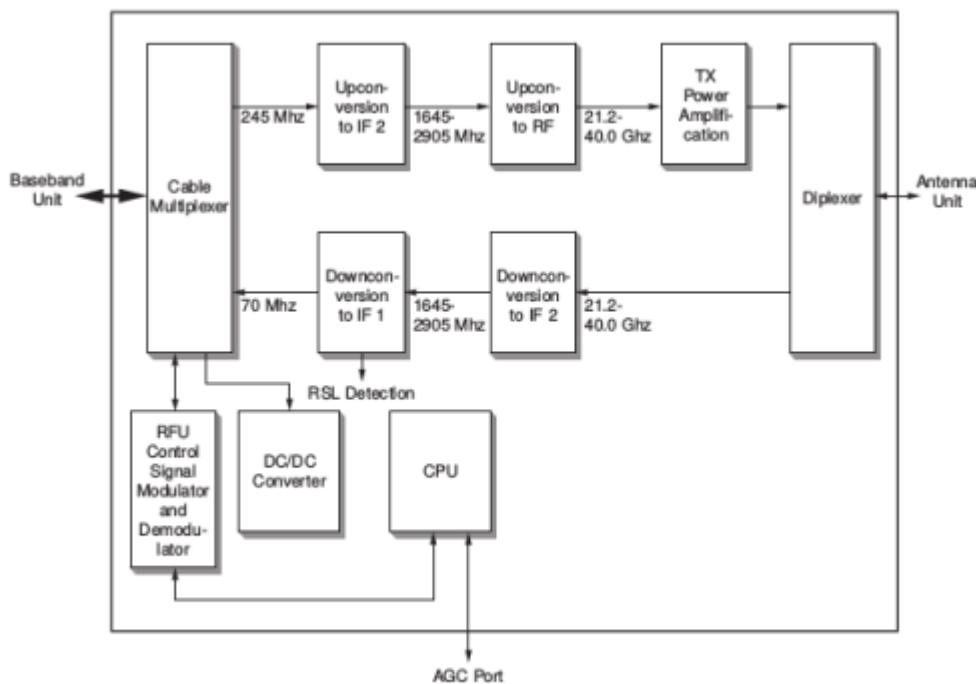 Upcon-
version
to IF 2
Upcon-
version
to RF
TX
Power
Amplifi-
cation
245 Mhz
1645-
2905 Mhz
21.2-
40.0 Ghz
Baseband
Unit
Cable
Multiplexer
Diplexer
Antenna
Unit
Downcon-
version
to IF 1
Downcon-
version
to IF 2
70 Mhz
1645-
2905 Mhz
21.2-
40.0 Ghz
RSL Detection
RFU
Control
Signal
Modulator
and
Demodu-
lator
DC/DC
Converter
CPU
AGC Port